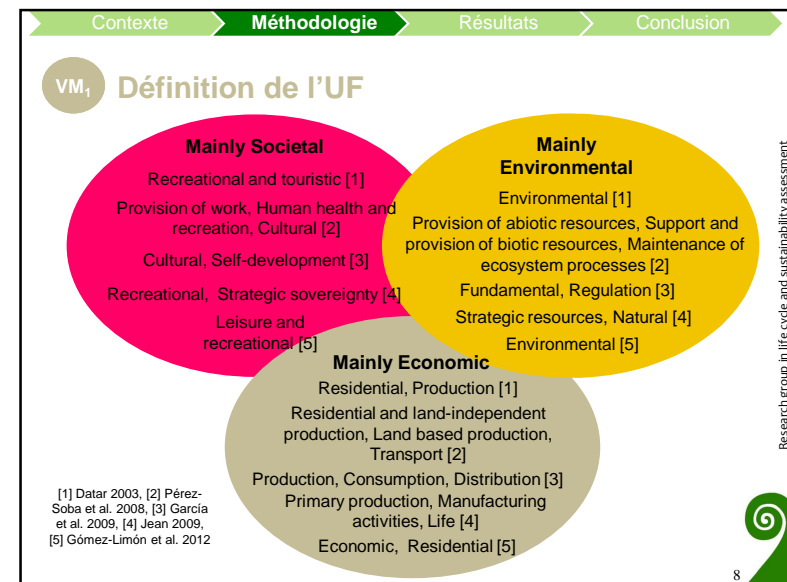 Contexte
Méthodologie
Résultats
Conclusion
VM1
Définition de l'UF
Mainly Societal
Recreational and touristic [1]
Provision of work, Human health and
recreation, Cultural [2]
Cultural, Self-development [3]
Recreational, Strategic sovereignty [4]
Leisure and
recreational [5]
Mainly
Environmental
Environmental [1]
Provision of abiotic resources, Support and
provision of biotic resources, Maintenance of
ecosystem processes [2]
Fundamental, Regulation [3]
Strategic resources, Natural [4]
Environmental [5]
Mainly Economic
Residential, Production [1]
Residential and land-independent
production, Land based production,
Transport [2]
Production, Consumption, Distribution [3]
Primary production, Manufacturing
activities, Life [4]
Economic, Residential [5]
[1] Datar 2003, [2] Pérez-
Soba et al. 2008, [3] García
et al. 2009, [4] Jean 2009,
[5] Gómez-Limón et al. 2012
Research group in life cycle and sustainability assessment
8